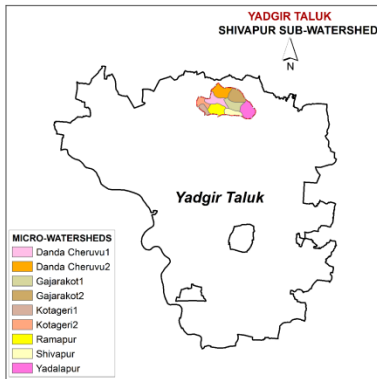 YADGIR TALUK
SHIVAPUR SUB-WATERSHED
N
Yadgir Taluk
MICRO-WATERSHEDS
Danda Cheruvu1
Danda Cheruvu2
Gajarakot1
Gajarakot2
Kotageri1
Kotageri2
Ramapur
Shivapur
Yadalapur